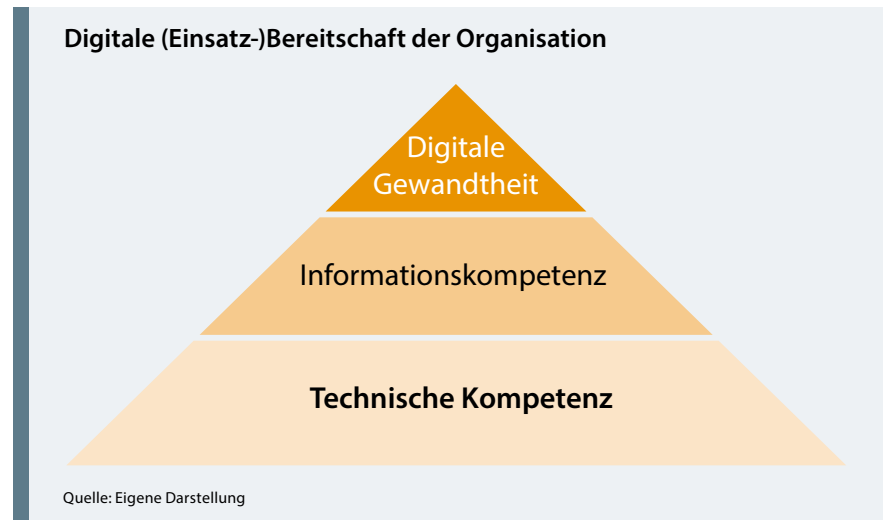 Digitale (Einsatz-)Bereitschaft der Organisation
Digitale
Gewandtheit
Informationskompetenz
Technische Kompetenz
Quelle: Eigene Darstellung